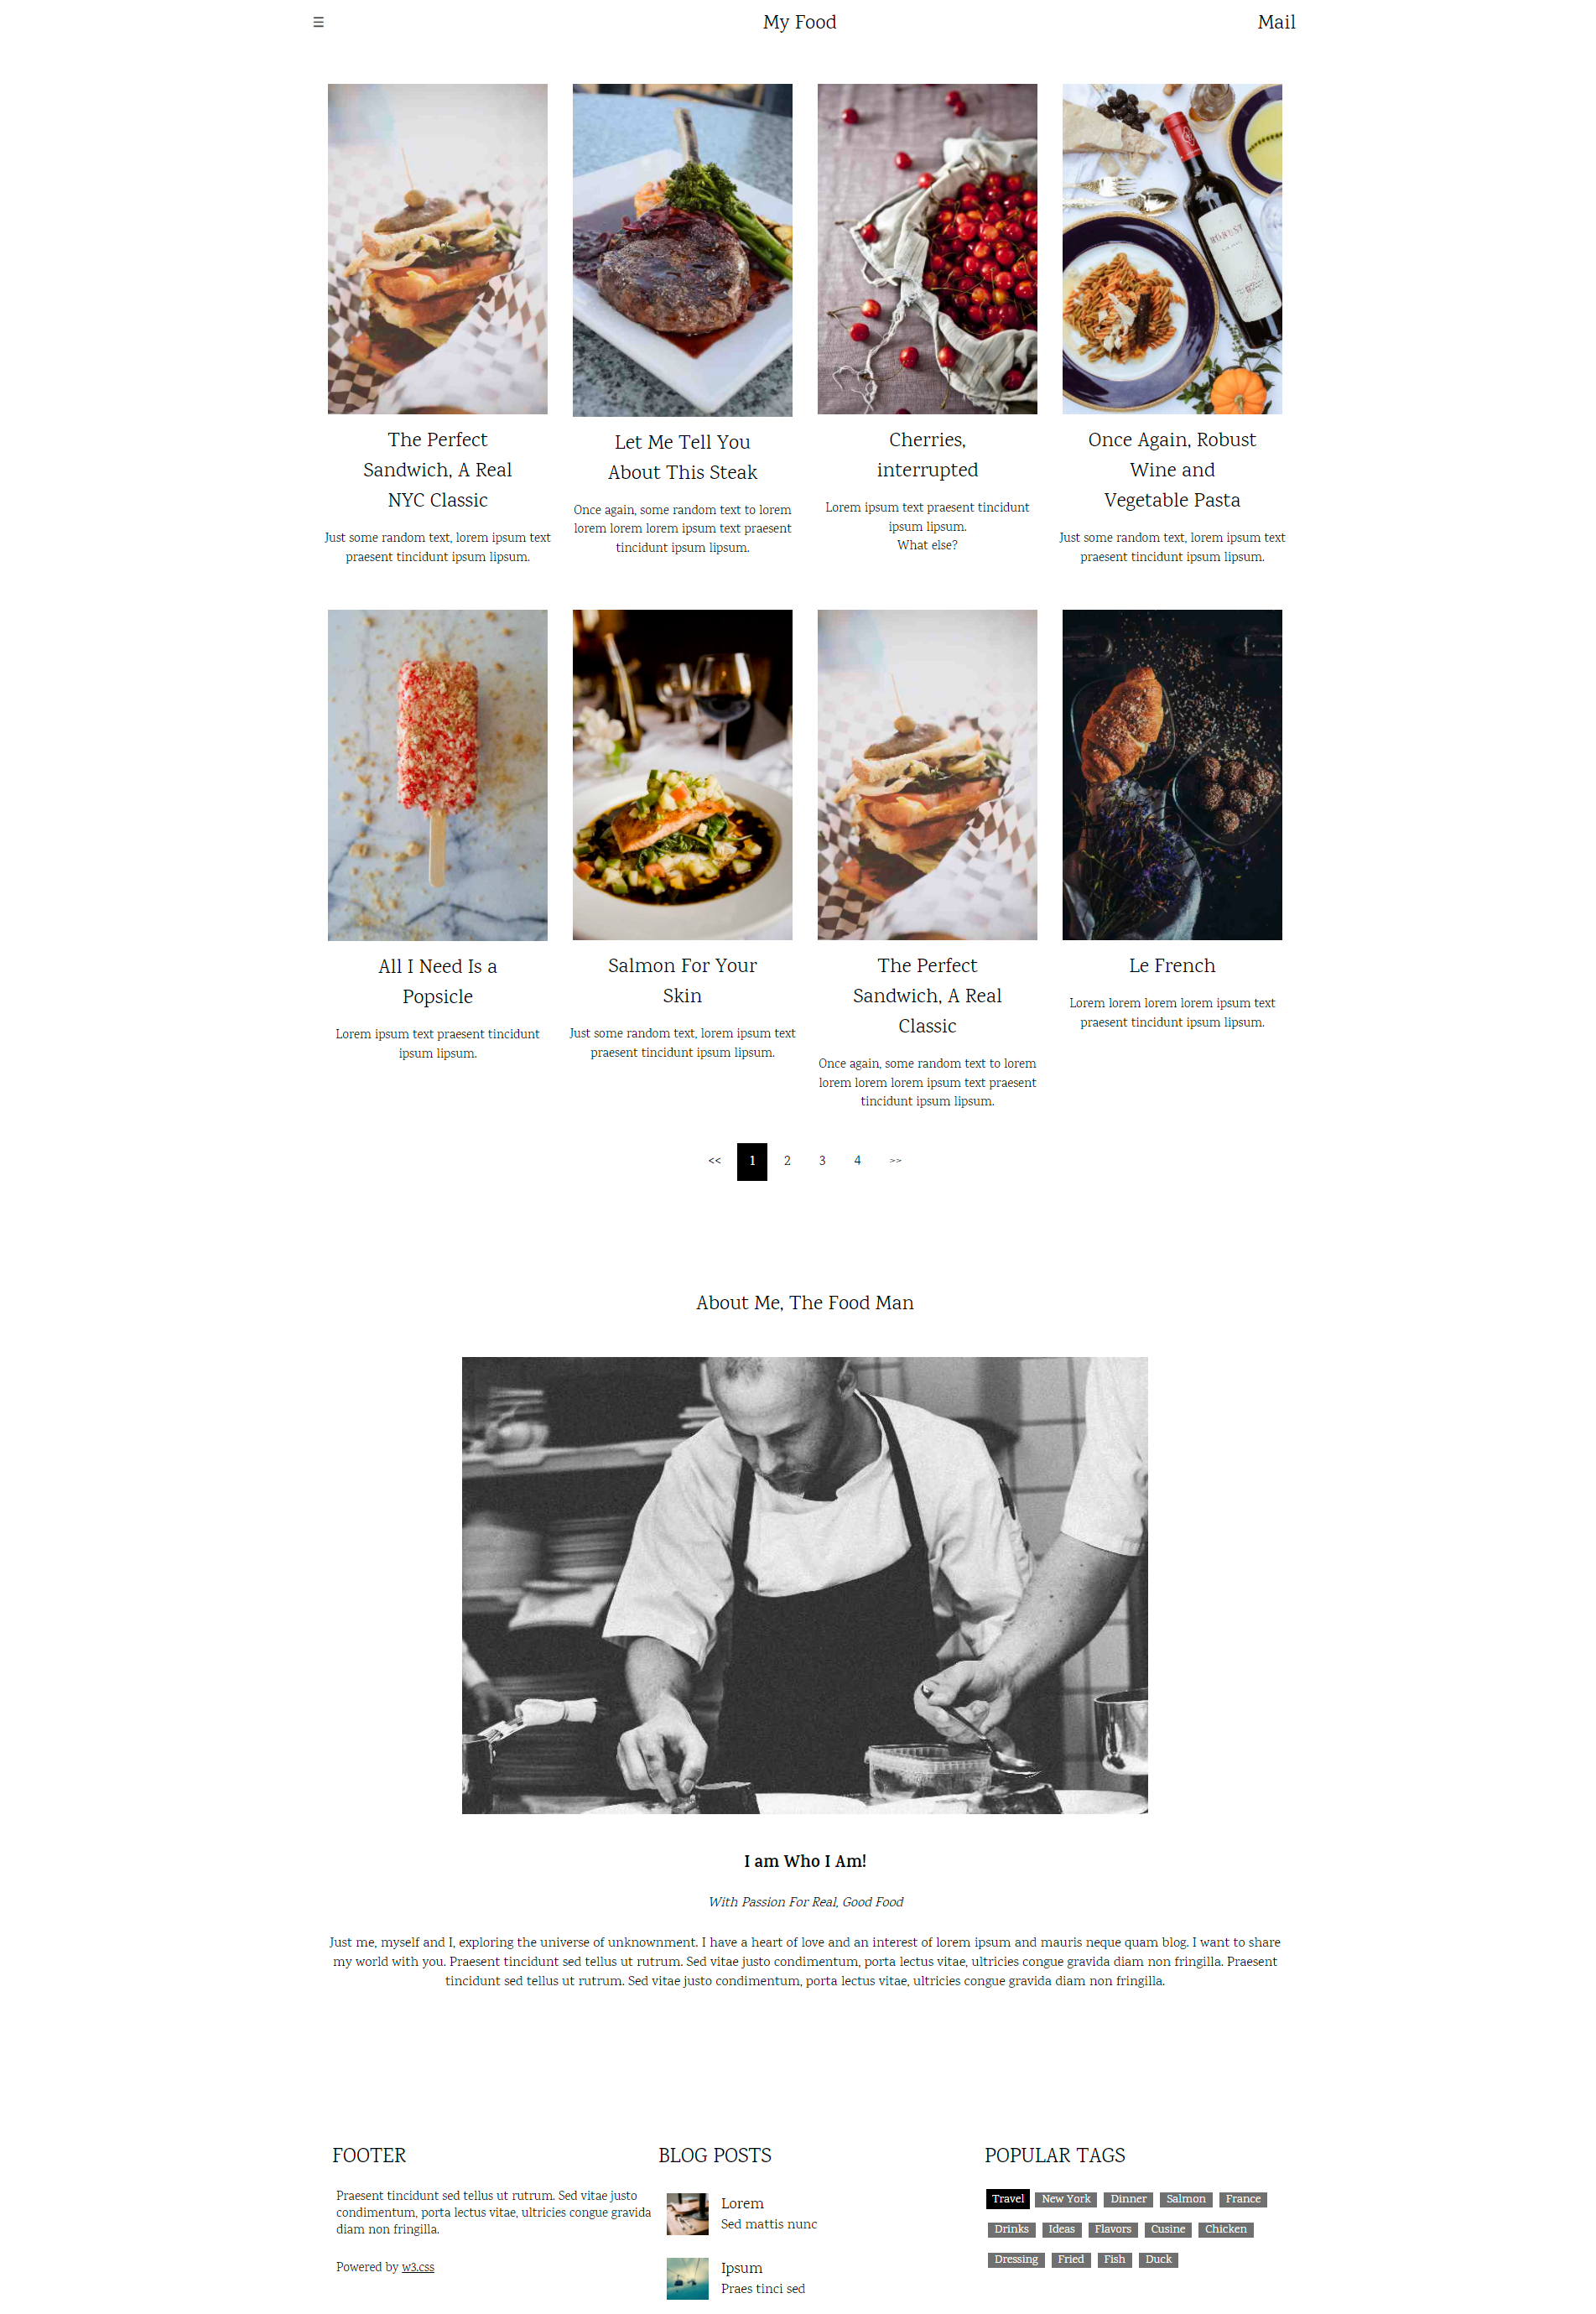 ☰ My Food Mail
The Perfect
Sandwich, A Real
NYC Classic
Just some random text, lorem ipsum text
praesent tincidunt ipsum lipsum.
Let Me Tell You
About This Steak
Once again, some random text to lorem
lorem lorem lorem ipsum text praesent
tincidunt ipsum lipsum.
Cherries,
interrupted
Lorem ipsum text praesent tincidunt
ipsum lipsum.
What else?
ROBUST
Once Again, Robust
Wine and
Vegetable Pasta
Just some random text, lorem ipsum text
praesent tincidunt ipsum lipsum.
All I Need Is a
Popsicle
Lorem ipsum text praesent tincidunt
ipsum lipsum.
Salmon For Your
Skin
Just some random text, lorem ipsum text
praesent tincidunt ipsum lipsum.
The Perfect
Sandwich, A Real
Classic
Once again, some random text to lorem
lorem lorem lorem ipsum text praesent
tincidunt ipsum lipsum.
Le French
Lorem lorem lorem lorem ipsum text
praesent tincidunt ipsum lipsum.
<< 1 2 3 4 >>
About Me, The Food Man
I am Who I Am!
With Passion For Real, Good Food
Just me, myself and I, exploring the universe of unknownment. I have a heart of love and an interest of lorem ipsum and mauris neque quam blog. I want to share
my world with you. Praesent tincidunt sed tellus ut rutrum. Sed vitae justo condimentum, porta lectus vitae, ultricies congue gravida diam non fringilla. Praesent
tincidunt sed tellus ut rutrum. Sed vitae justo condimentum, porta lectus vitae, ultricies congue gravida diam non fringilla.
FOOTER
Praesent tincidunt sed tellus ut rutrum. Sed vitae justo
condimentum, porta lectus vitae, ultricies congue gravida
diam non fringilla.
Powered by w3.css
BLOG POSTS
Lorem
Sed mattis nunc
Ipsum
Praes tinci sed
POPULAR TAGS
Travel New York Dinner Salmon France
Drinks Ideas Flavors Cusine Chicken
Dressing Fried Fish Duck